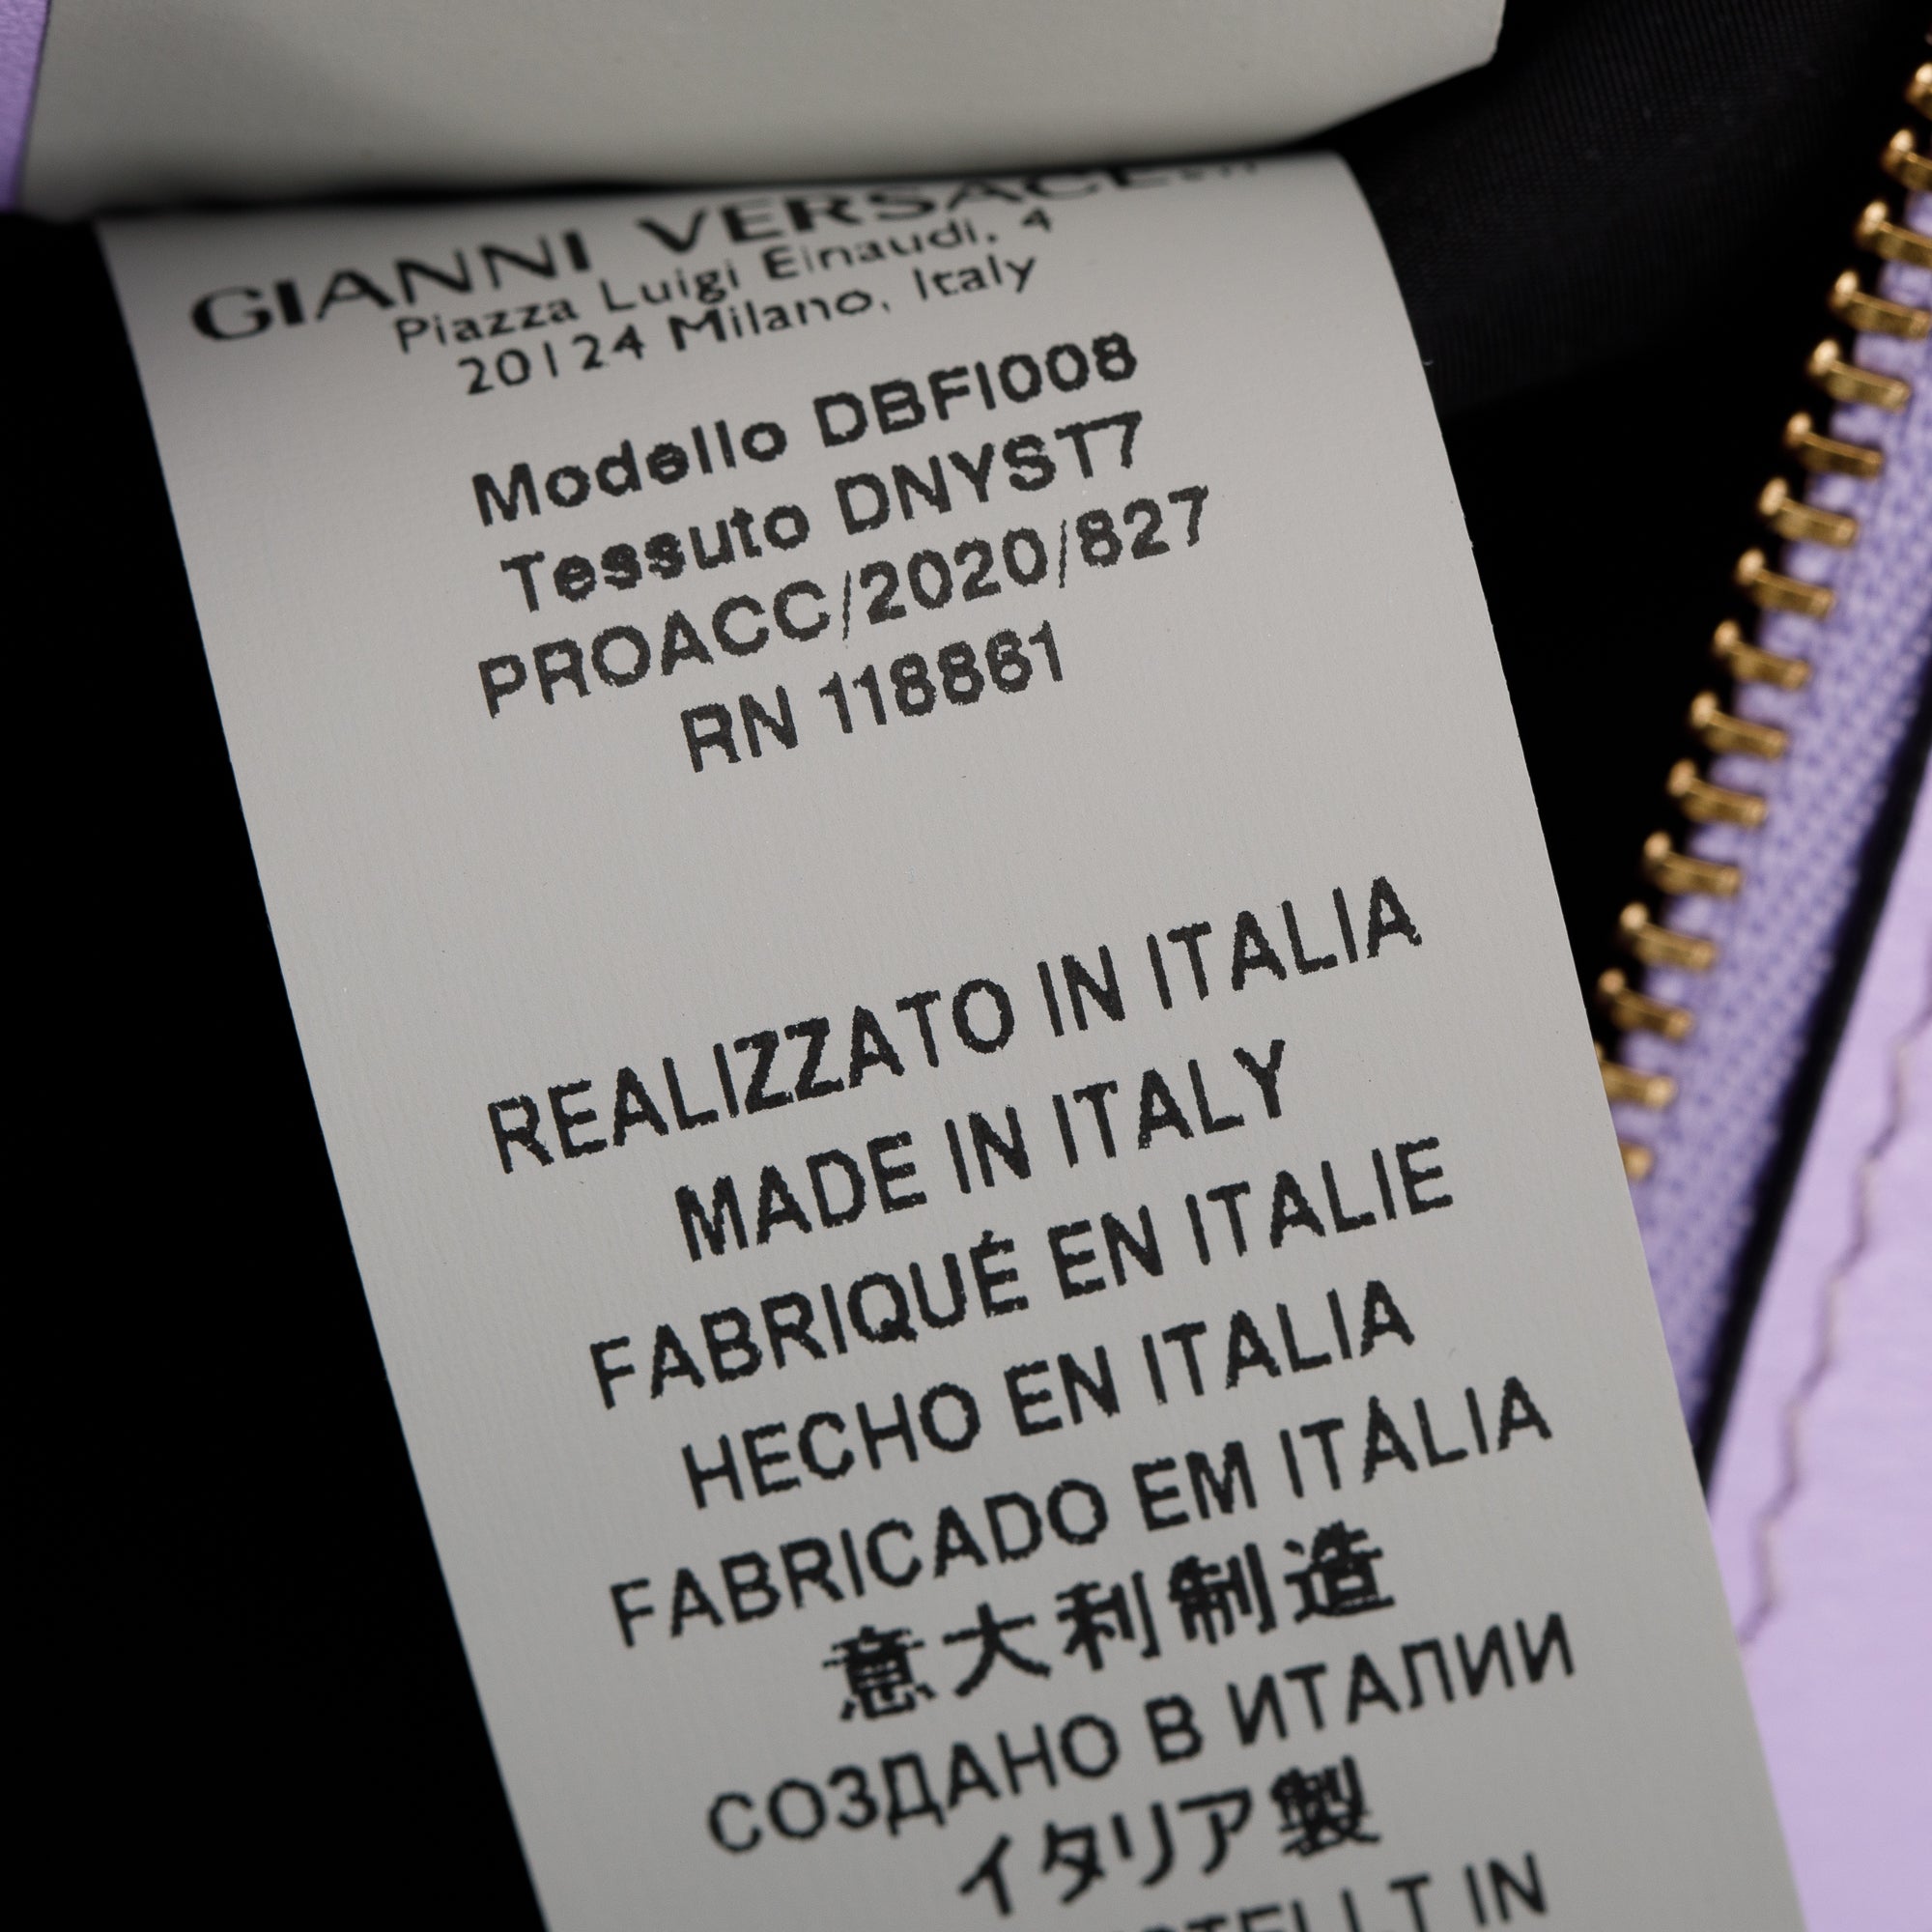 GIANNI VERSACE
Piazza Luigi Einaudi, 4
20124 Milano, Italy
Modello DBFI008
Tessuto DNYST7
PROACC/2020/827
RN 118861
REALIZZATO IN ITALIA
MADE IN ITALY
FABRIQUÉ EN ITALIE
HECHO EN ITALIA
FABRICADO EM ITÁLIA
意大利制造
СОЗДАНО В ИТАЛИИ
イタリア製
IN